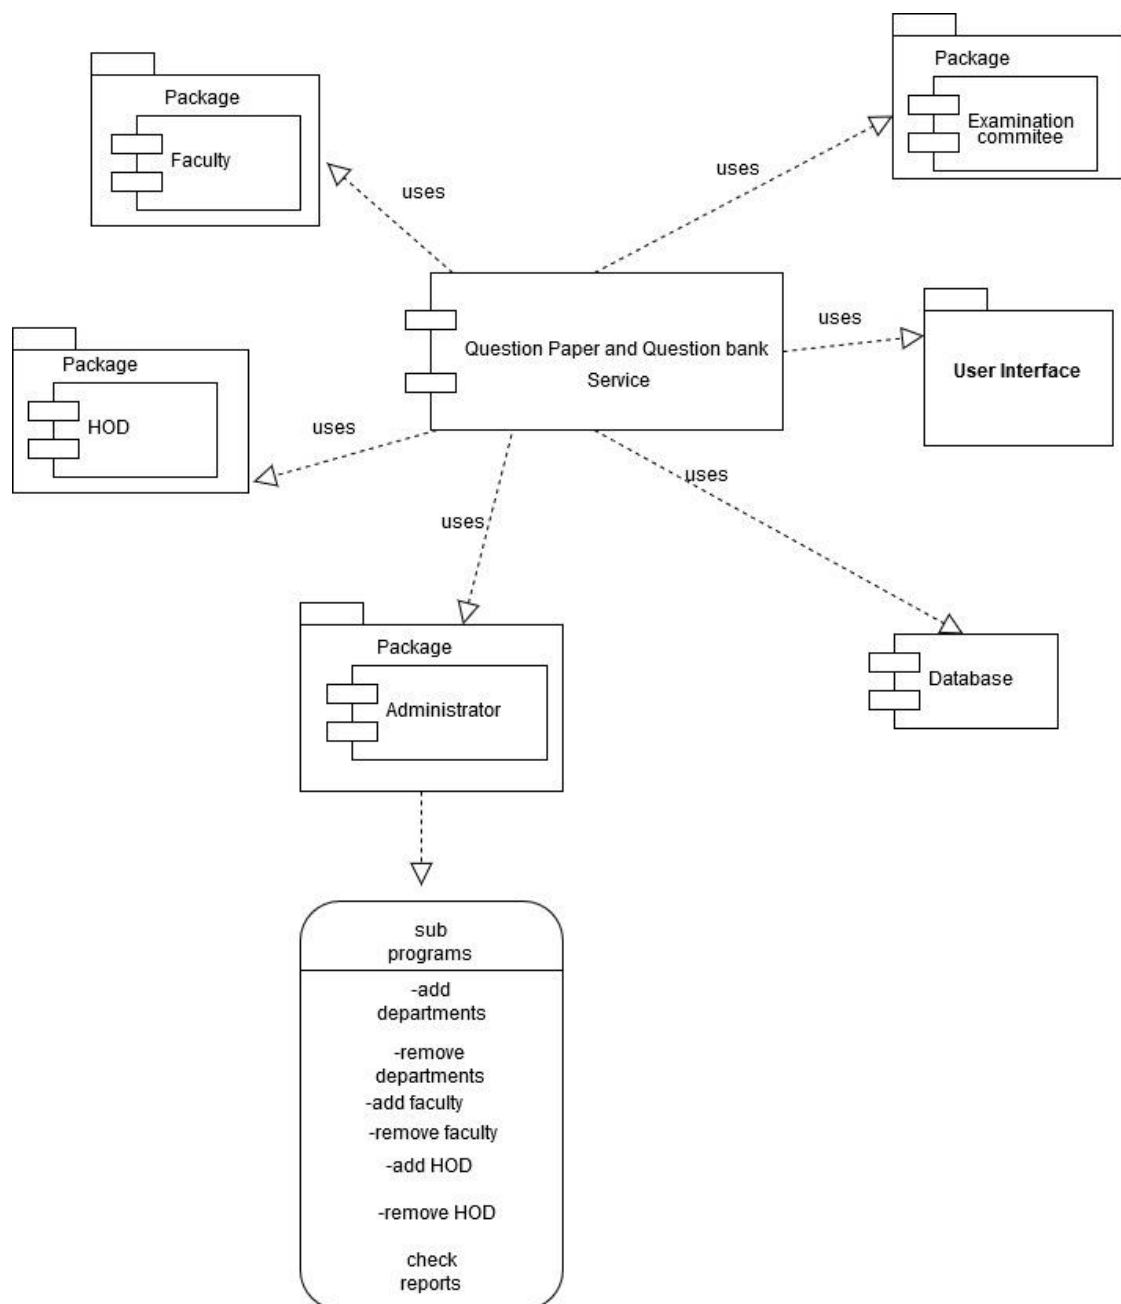 Package
Faculty
Package
Examination
commitee
uses
uses
Question Paper and Question bank
Service
uses
User Interface
Package
HOD
uses
uses
uses
Package
Administrator
Database
sub
programs
-add
departments
-remove
departments
-add faculty
-remove faculty
-add HOD
-remove HOD
check
reports